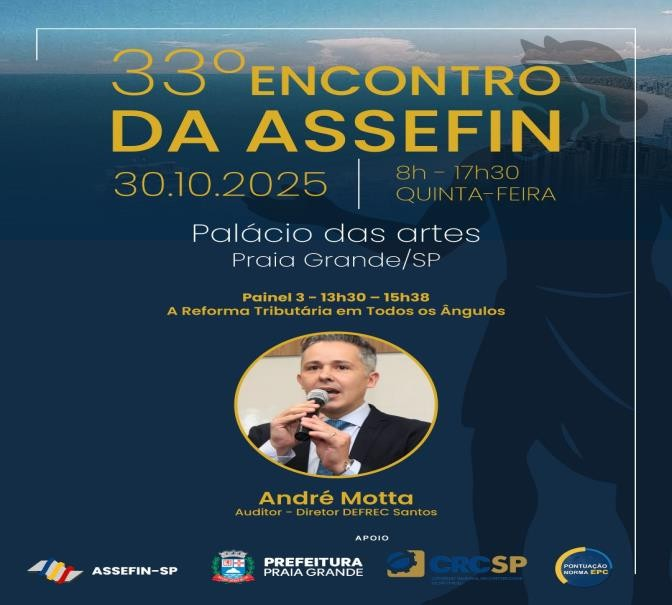 33º ENCONTRO
DA ASSEFIN
30.10.2025
8h - 17h30
QUINTA-FEIRA
Palácio das artes
Praia Grande/SP
Painel 3 - 13h30 – 15h38
A Reforma Tributária em Todos os Ângulos
André Motta
Auditor - Diretor DEFREC Santos
APOIO
ASSEFIN-SP
PREFEITURA
PRAIA GRANDE
CRCSP
PONTUAÇÃO
NORMA EPC